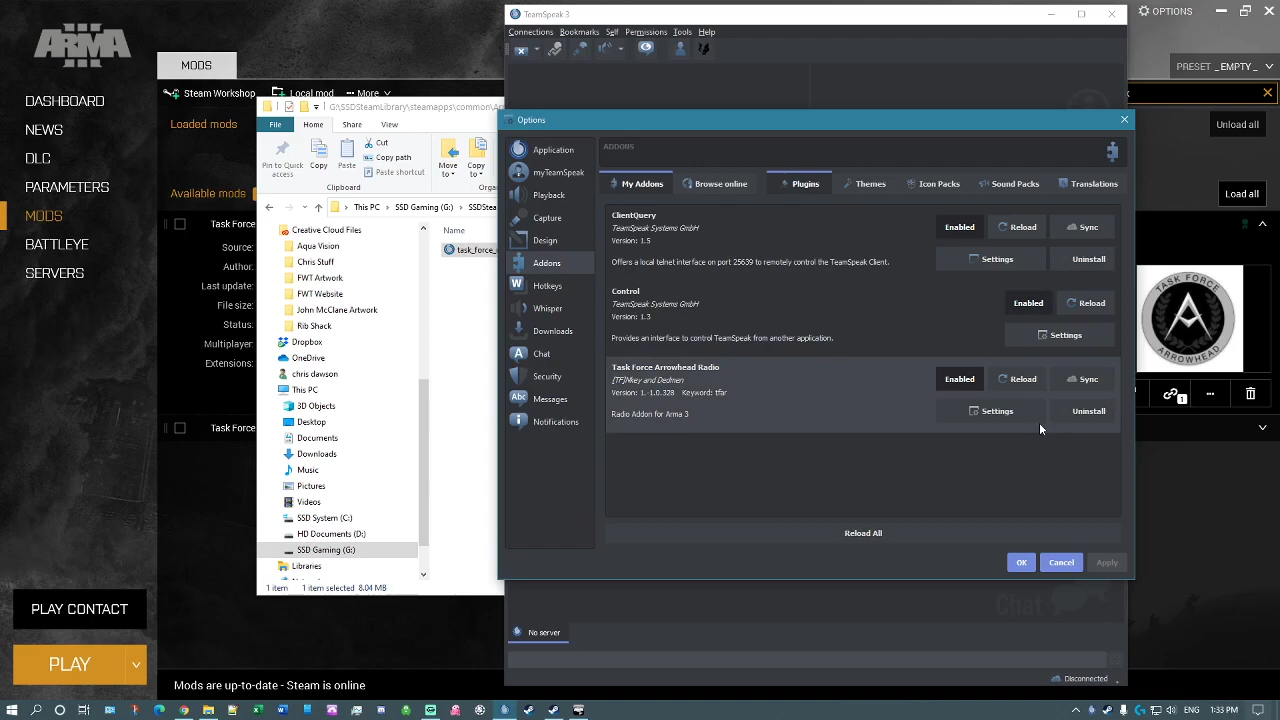 ARMA III
DASHBOARD
NEWS
DLC
PARAMETERS
MODS
BATTLEYE
SERVERS
PLAY CONTACT
PLAY
MODS
Steam Workshop
Local mod
More
Loaded mods
Available mods
Task Force
Source:
Author:
Last update:
File size:
Status:
Multiplayer:
Extensions:
Task Force
Mods are up-to-date - Steam is online
G:\SSDSteamLibrary\steamapps\common\Ar
File
Home
Share
View
Pin to Quick
access
Copy
Cut
Copy path
Paste shortcut
Move
to
Copy
to
Clipboard
Organ
This PC
SSD Gaming (G:)
SSDStea
Creative Cloud Files
Aqua Vision
Chris Stuff
FWT Artwork
FWT Website
John McClane Artwork
Rib Shack
Dropbox
OneDrive
chris dawson
This PC
3D Objects
Desktop
Documents
Downloads
Music
Pictures
Videos
SSD System (C:)
HD Documents (D:)
SSD Gaming (G:)
Libraries
1 item
1 item selected 8.04 MB
Name
task_force_
TeamSpeak 3
Connections
Bookmarks
Self
Permissions
Tools
Help
Options
Application
myTeamSpeak
Playback
Capture
Design
Addons
Hotkeys
Whisper
Downloads
Chat
Security
Messages
Notifications
ADDONS
My Addons
Browse online
Plugins
Themes
Icon Packs
Sound Packs
Translations
ClientQuery
TeamSpeak Systems GmbH
Version: 1.5
Offers a local telnet interface on port 25639 to remotely control the TeamSpeak Client.
Enabled
Reload
Sync
Settings
Uninstall
Control
TeamSpeak Systems GmbH
Version: 1.3
Provides an interface to control TeamSpeak from another application.
Enabled
Reload
Settings
Task Force Arrowhead Radio
[TF]Nkey and Dedmen
Version: 1.-1.0.328 Keyword: tfar
Radio Addon for Arma 3
Enabled
Reload
Sync
Settings
Uninstall
Reload All
OK
Cancel
Apply
Chat
No server
Disconnected
OPTIONS
PRESET _ EMPTY _
Unload all
Load all
TASK FORCE
ARROWHEAD
1
ENG
1:33 PM